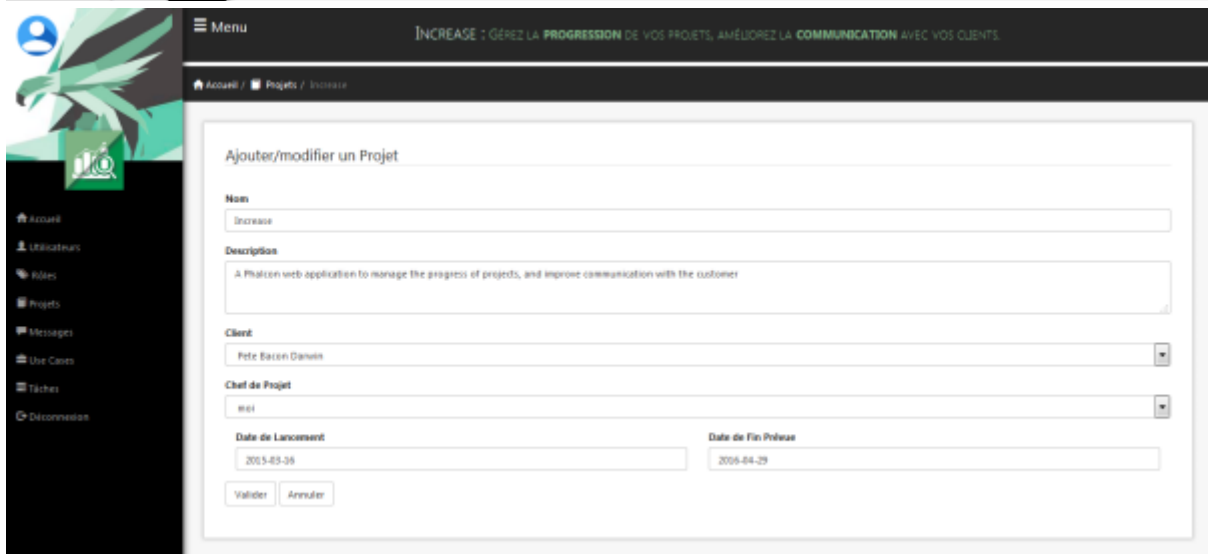 Menu
INCREASE : GÉREZ LA PROGRESSION DE VOS PROJETS, AMÉLIOREZ LA COMMUNICATION AVEC VOS CLIENTS.
Accueil / Projets / Increase
Ajouter/modifier un Projet
Nom
Increase
Description
A Phalcon web application to manage the progress of projects, and improve communication with the customer
Client
Pete Bacon Darwin
Chef de Projet
moi
Date de Lancement
Date de Fin Prévue
2015-03-16
2016-04-29
Valider
Annuler
Accueil
Utilisateurs
Rôles
Projets
Messages
Use Cases
Tâches
Déconnexion